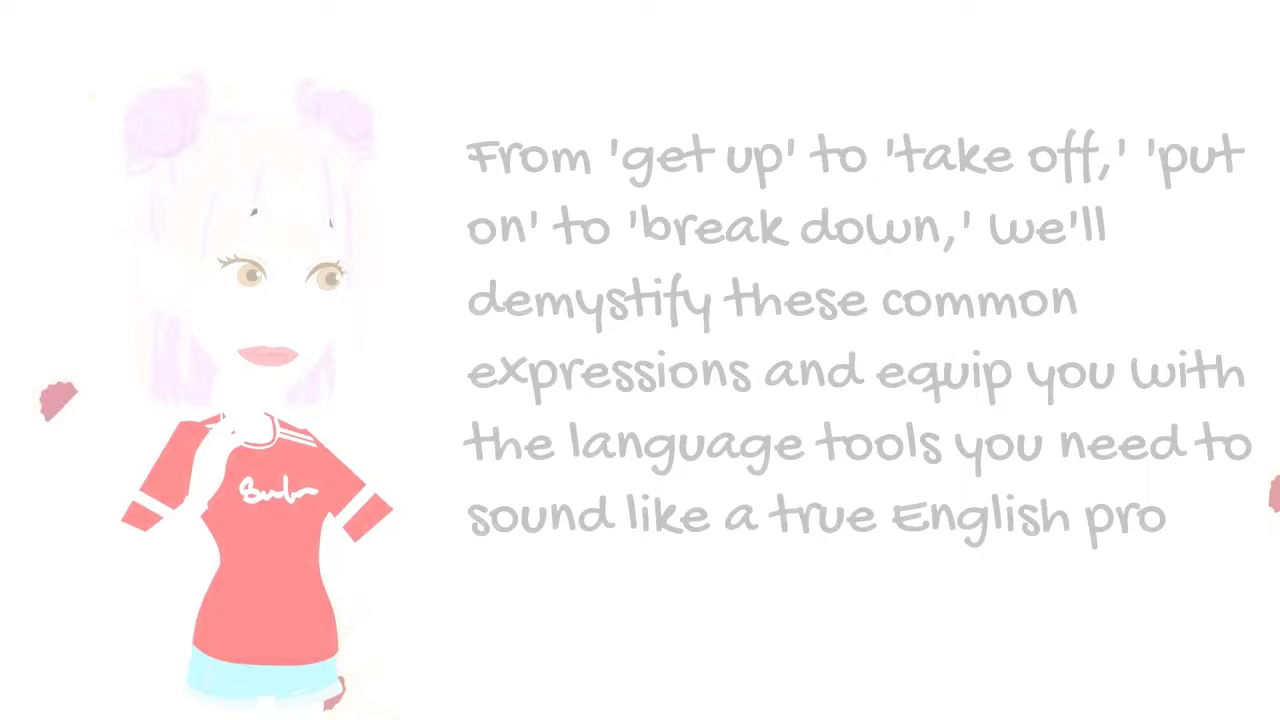 From 'get up' to 'take off,' 'put
on' to 'break down,' we'll
demystify these common
expressions and equip you with
the language tools you need to
sound like a true English pro